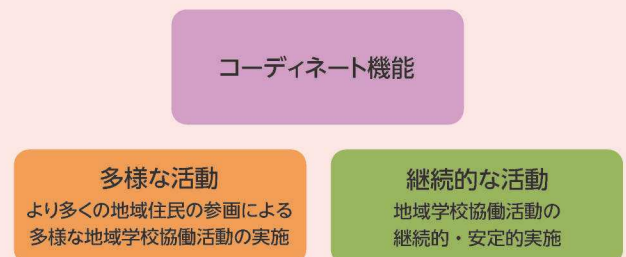 コーディネート機能
多様な活動
より多くの地域住民の参画による
多様な地域学校協働活動の実施
継続的な活動
地域学校協働活動の
継続的・安定的実施